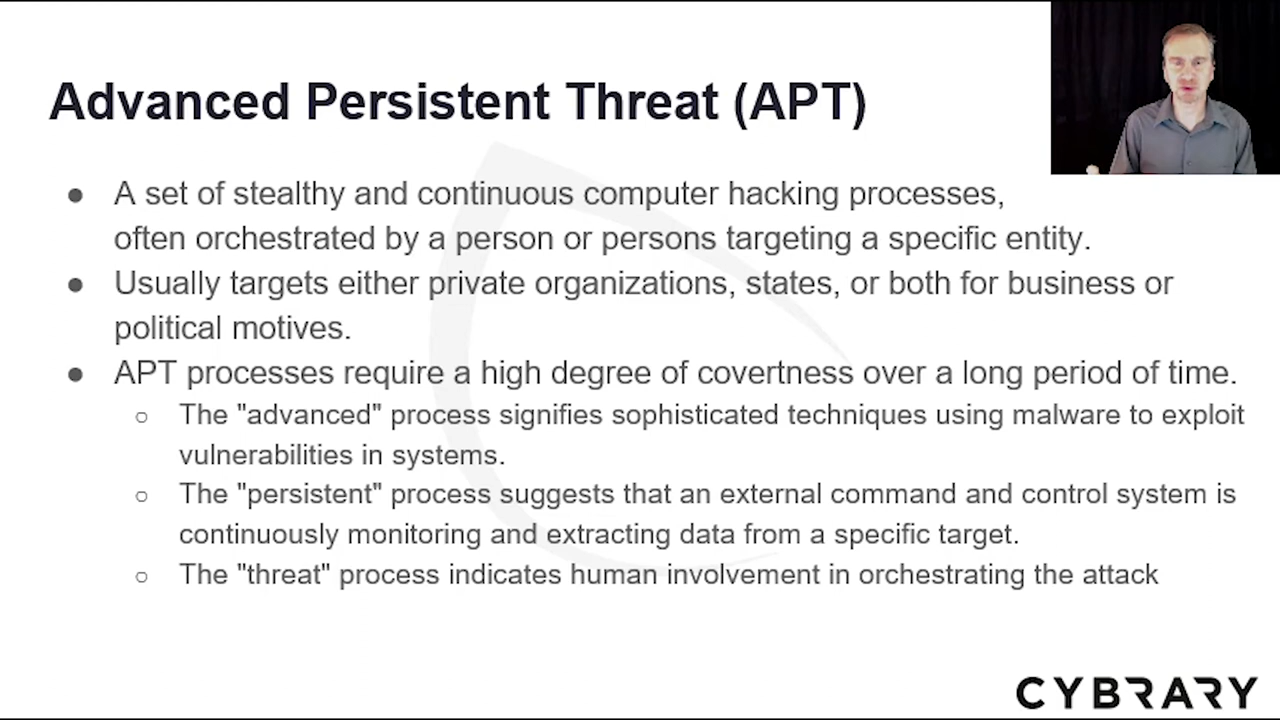 Advanced Persistent Threat (APT)
● A set of stealthy and continuous computer hacking processes,
often orchestrated by a person or persons targeting a specific entity.
● Usually targets either private organizations, states, or both for business or
political motives.
● APT processes require a high degree of covertness over a long period of time.
○ The "advanced" process signifies sophisticated techniques using malware to exploit
vulnerabilities in systems.
○ The "persistent" process suggests that an external command and control system is
continuously monitoring and extracting data from a specific target.
○ The "threat" process indicates human involvement in orchestrating the attack
CYBRARY